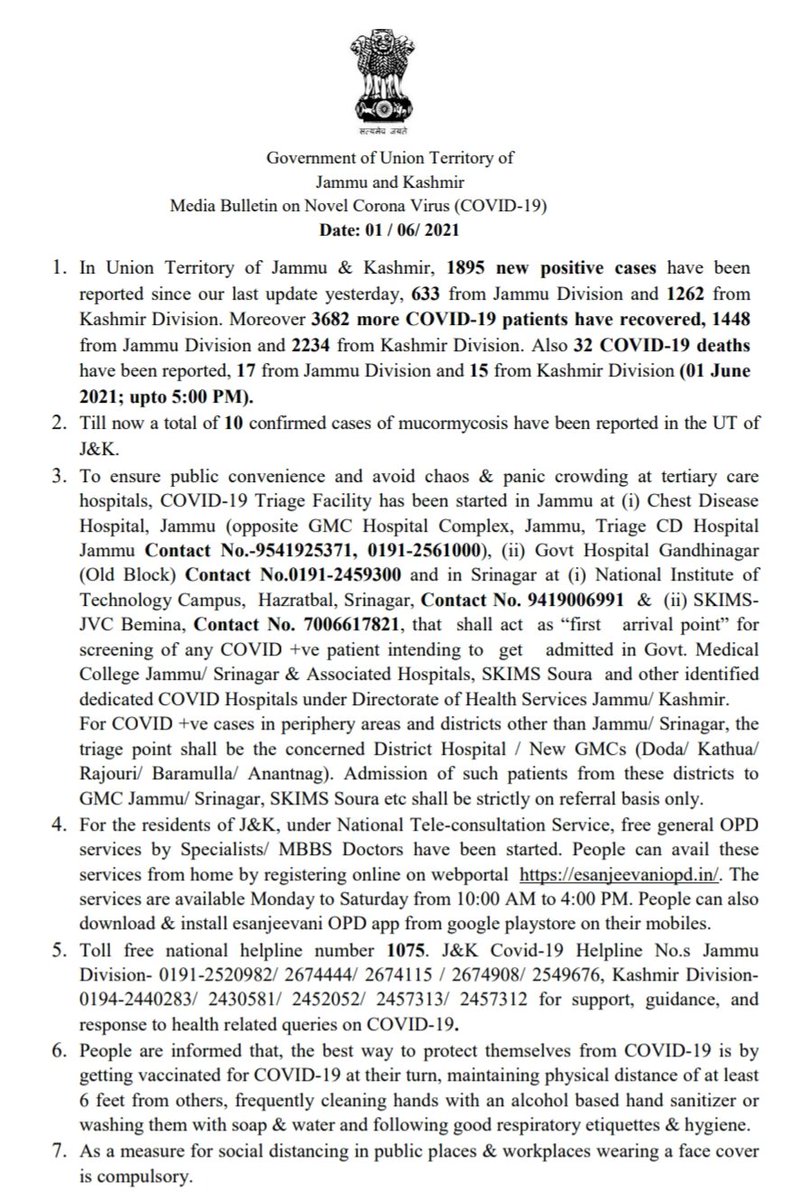 सत्यमेव जयते
Government of Union Territory of
Jammu and Kashmir
Media Bulletin on Novel Corona Virus (COVID-19)
Date: 01 / 06/ 2021
1. In Union Territory of Jammu & Kashmir, 1895 new positive cases have been
reported since our last update yesterday, 633 from Jammu Division and 1262 from
Kashmir Division. Moreover 3682 more COVID-19 patients have recovered, 1448
from Jammu Division and 2234 from Kashmir Division. Also 32 COVID-19 deaths
have been reported, 17 from Jammu Division and 15 from Kashmir Division (01 June
2021; upto 5:00 PM).
2. Till now a total of 10 confirmed cases of mucormycosis have been reported in the UT of
J&K.
3. To ensure public convenience and avoid chaos & panic crowding at tertiary care
hospitals, COVID-19 Triage Facility has been started in Jammu at (i) Chest Disease
Hospital, Jammu (opposite GMC Hospital Complex, Jammu, Triage CD Hospital
Jammu Contact No.-9541925371, 0191-2561000), (ii) Govt Hospital Gandhinagar
(Old Block) Contact No.0191-2459300 and in Srinagar at (i) National Institute of
Technology Campus, Hazratbal, Srinagar, Contact No. 9419006991 & (ii) SKIMS-
JVC Bemina, Contact No. 7006617821, that shall act as “first arrival point” for
screening of any COVID +ve patient intending to get admitted in Govt. Medical
College Jammu/ Srinagar & Associated Hospitals, SKIMS Soura and other identified
dedicated COVID Hospitals under Directorate of Health Services Jammu/ Kashmir.
For COVID +ve cases in periphery areas and districts other than Jammu/ Srinagar, the
triage point shall be the concerned District Hospital / New GMCs (Doda/ Kathua/
Rajouri/ Baramulla/ Anantnag). Admission of such patients from these districts to
GMC Jammu/ Srinagar, SKIMS Soura etc shall be strictly on referral basis only.
4. For the residents of J&K, under National Tele-consultation Service, free general OPD
services by Specialists/ MBBS Doctors have been started. People can avail these
services from home by registering online on webportal https://esanjeevaniopd.in/. The
services are available Monday to Saturday from 10:00 AM to 4:00 PM. People can also
download & install esanjeevani OPD app from google playstore on their mobiles.
5. Toll free national helpline number 1075. J&K Covid-19 Helpline No.s Jammu
Division- 0191-2520982/ 2674444/ 2674115 / 2674908/ 2549676, Kashmir Division-
0194-2440283/ 2430581/ 2452052/ 2457313/ 2457312 for support, guidance, and
response to health related queries on COVID-19.
6. People are informed that, the best way to protect themselves from COVID-19 is by
getting vaccinated for COVID-19 at their turn, maintaining physical distance of at least
6 feet from others, frequently cleaning hands with an alcohol based hand sanitizer or
washing them with soap & water and following good respiratory etiquettes & hygiene.
7. As a measure for social distancing in public places & workplaces wearing a face cover
is compulsory.